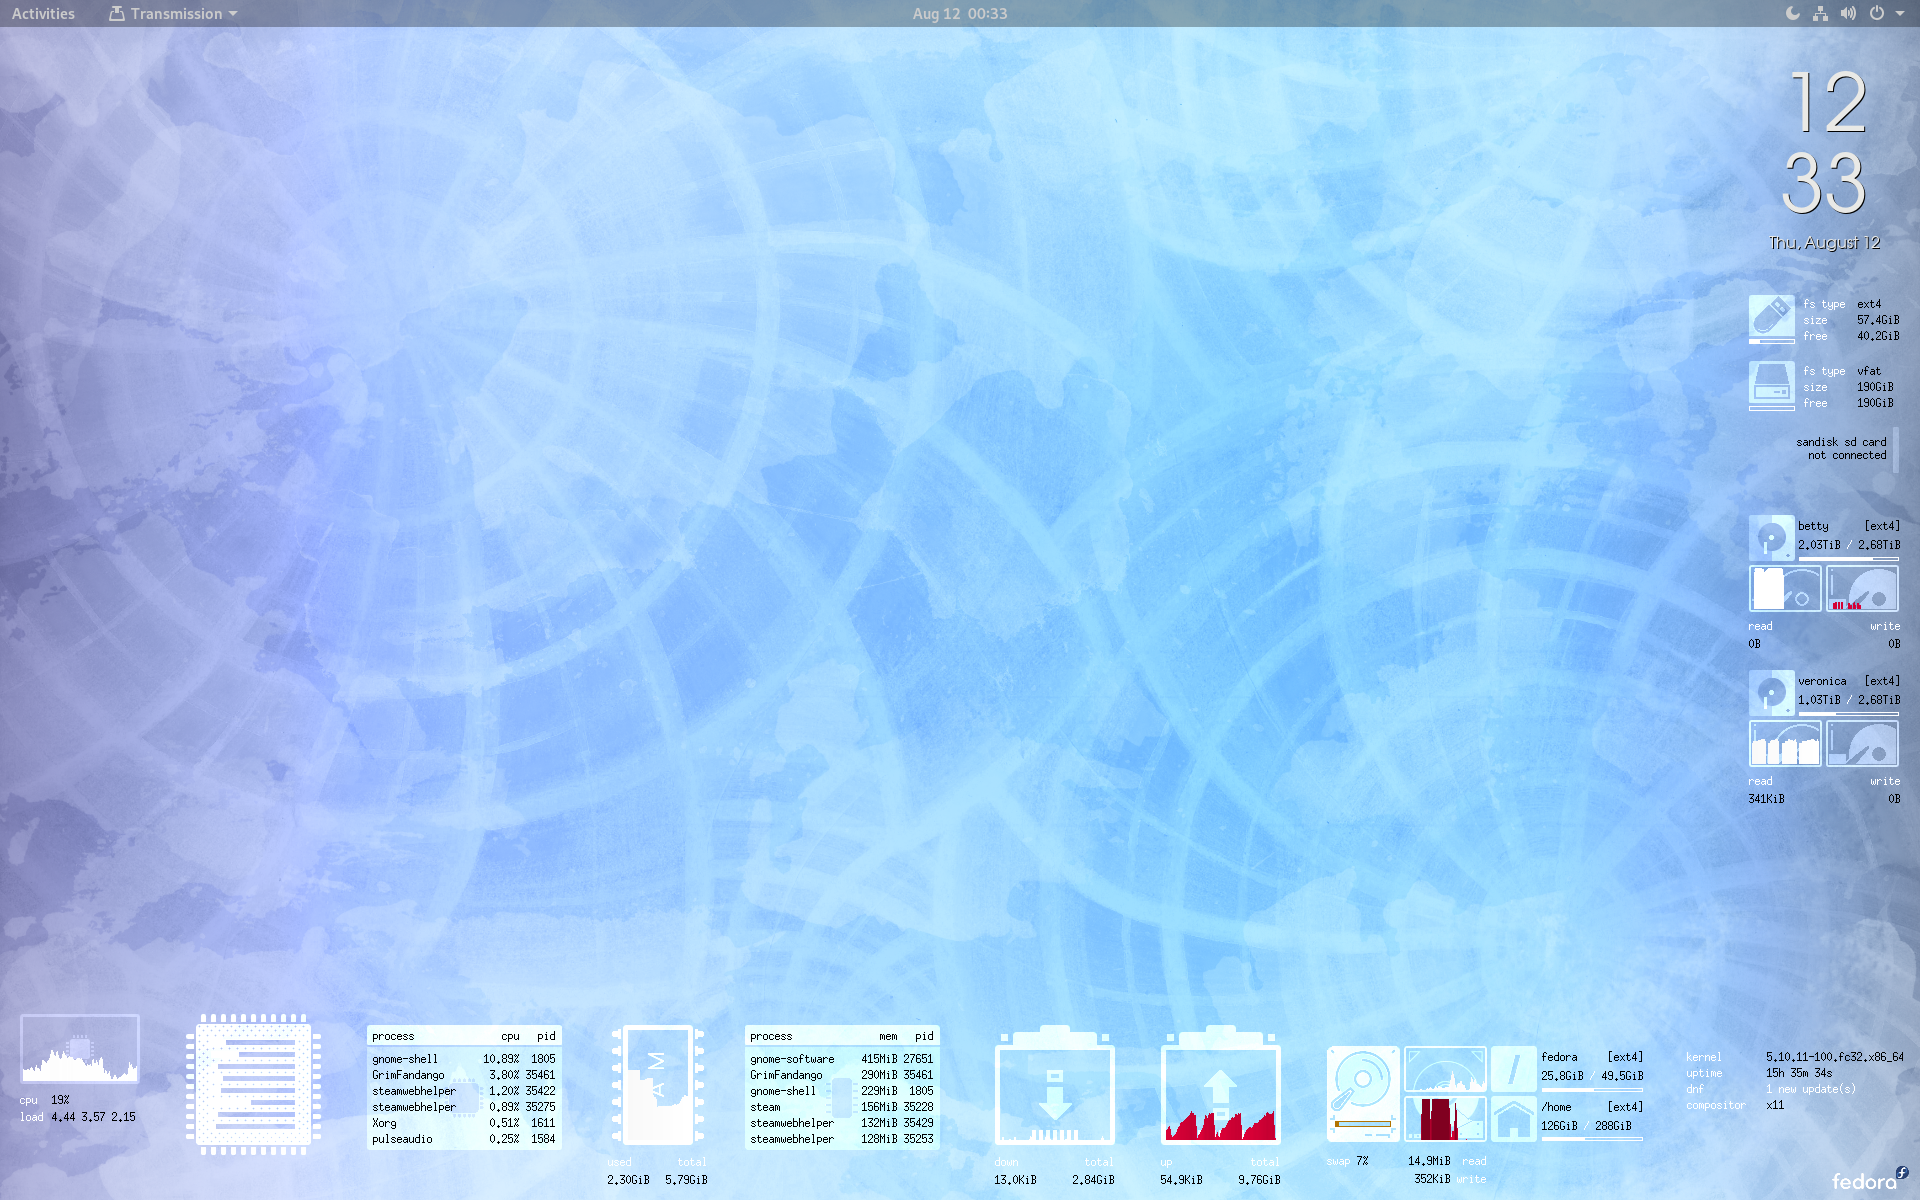 Activities Transmission Aug 12 00:33
12
33
Thu, August 12
fs type ext4
size 57.4GiB
free 40.2GiB
fs type vfat
size 190GiB
free 190GiB
sandisk sd card
not connected
betty [ext4]
2.03TiB / 2.68TiB
read write
0B 0B
veronica [ext4]
1.03TiB / 2.68TiB
read write
341KiB 0B
cpu 19%
load 4.44 3.57 2.15
process cpu pid
gnome-shell 10.89% 1805
GrimFandango 3.80% 35461
steamwebhelper 1.20% 35422
steamwebhelper 0.89% 35275
Xorg 0.51% 1611
pulseaudio 0.25% 1584
R A M
used total
2.30GiB 5.79GiB
process mem pid
gnome-software 415MiB 27651
GrimFandango 290MiB 35461
gnome-shell 229MiB 1805
steam 156MiB 35228
steamwebhelper 132MiB 35429
steamwebhelper 128MiB 35253
down total
13.0KiB 2.84GiB
up total
54.9KiB 9.76GiB
swap 7%
14.9MiB read
352KiB write
/
fedora [ext4]
25.8GiB / 49.5GiB
/home [ext4]
126GiB / 288GiB
kernel 5.10.11-100.fc32.x86_64
uptime 15h 35m 34s
dnf 1 new update(s)
compositor x11
fedora